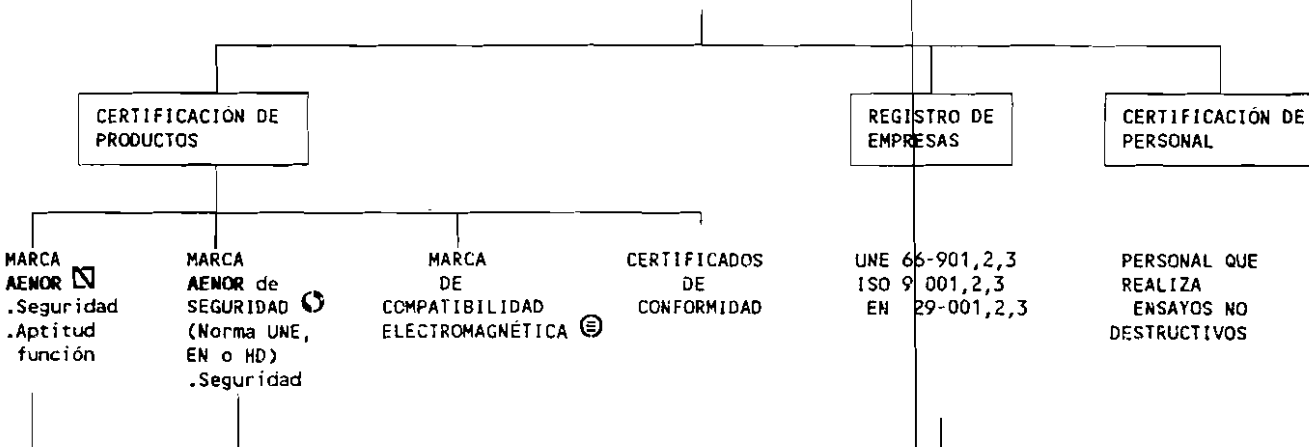 CERTIFICACIÓN DE
PRODUCTOS
REGISTRO DE
EMPRESAS
CERTIFICACIÓN DE
PERSONAL
MARCA
AENOR
.Seguridad
.Aptitud
función
MARCA
AENOR de
SEGURIDAD
(Norma UNE,
EN o HD)
.Seguridad
MARCA
DE
COMPATIBILIDAD
ELECTROMAGNÉTICA
CERTIFICADOS
DE
CONFORMIDAD
UNE 66-901,2,3
ISO 9 001,2,3
EN 29-001,2,3
PERSONAL QUE
REALIZA
ENSAYOS NO
DESTRUCTIVOS